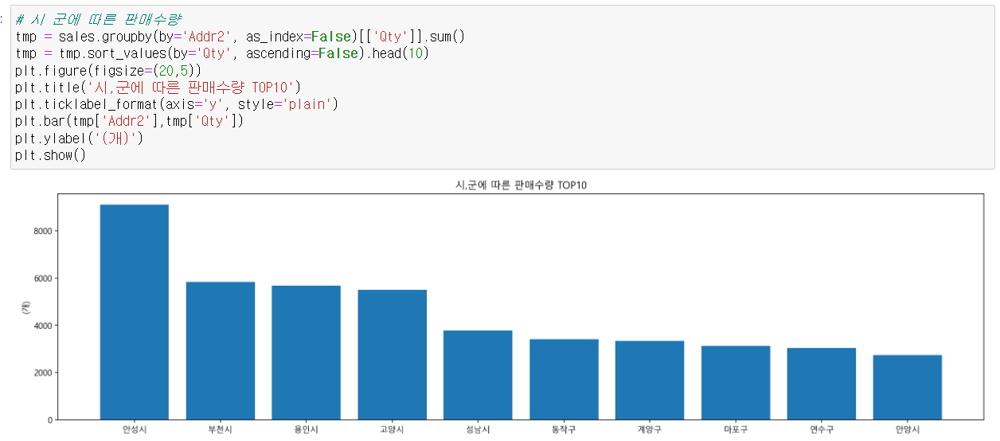 :
# 시 군에 따른 판매수량
tmp = sales.groupby(by='Addr2', as_index=False)[['Qty']].sum()
tmp = tmp.sort_values(by='Qty', ascending=False).head(10)
plt.figure(figsize=(20,5))
plt.title('시,군에 따른 판매수량 TOP10')
plt.ticklabel_format(axis='y', style='plain')
plt.bar(tmp['Addr2'],tmp['Qty'])
plt.ylabel('(개)')
plt.show()
시,군에 따른 판매수량 TOP10
8000
6000
(개)
4000
2000
0
안성시 부천시 용인시 고양시 성남시 동작구 계양구 마포구 연수구 안양시